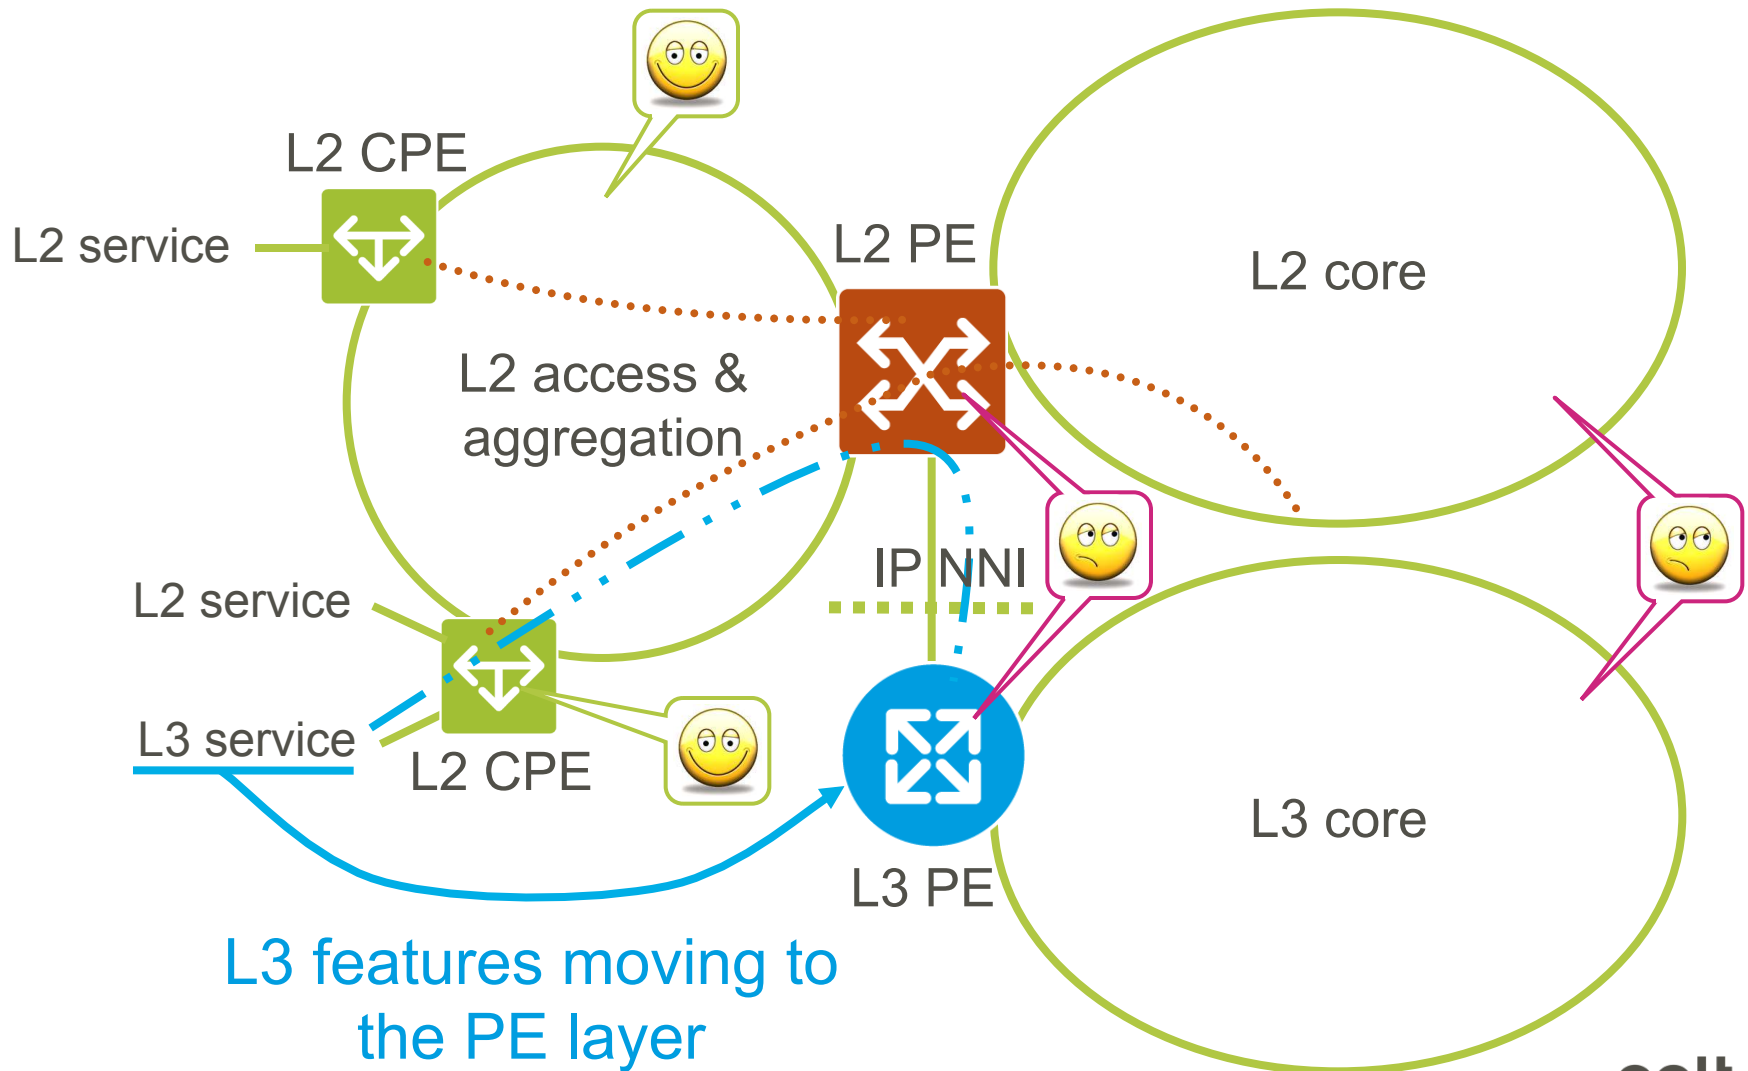 L2 CPE
L2 service
L2 PE
L2 core
L2 access &
aggregation
IP NNI
L2 service
L3 service
L2 CPE
L3 core
L3 PE
L3 features moving to
the PE layer